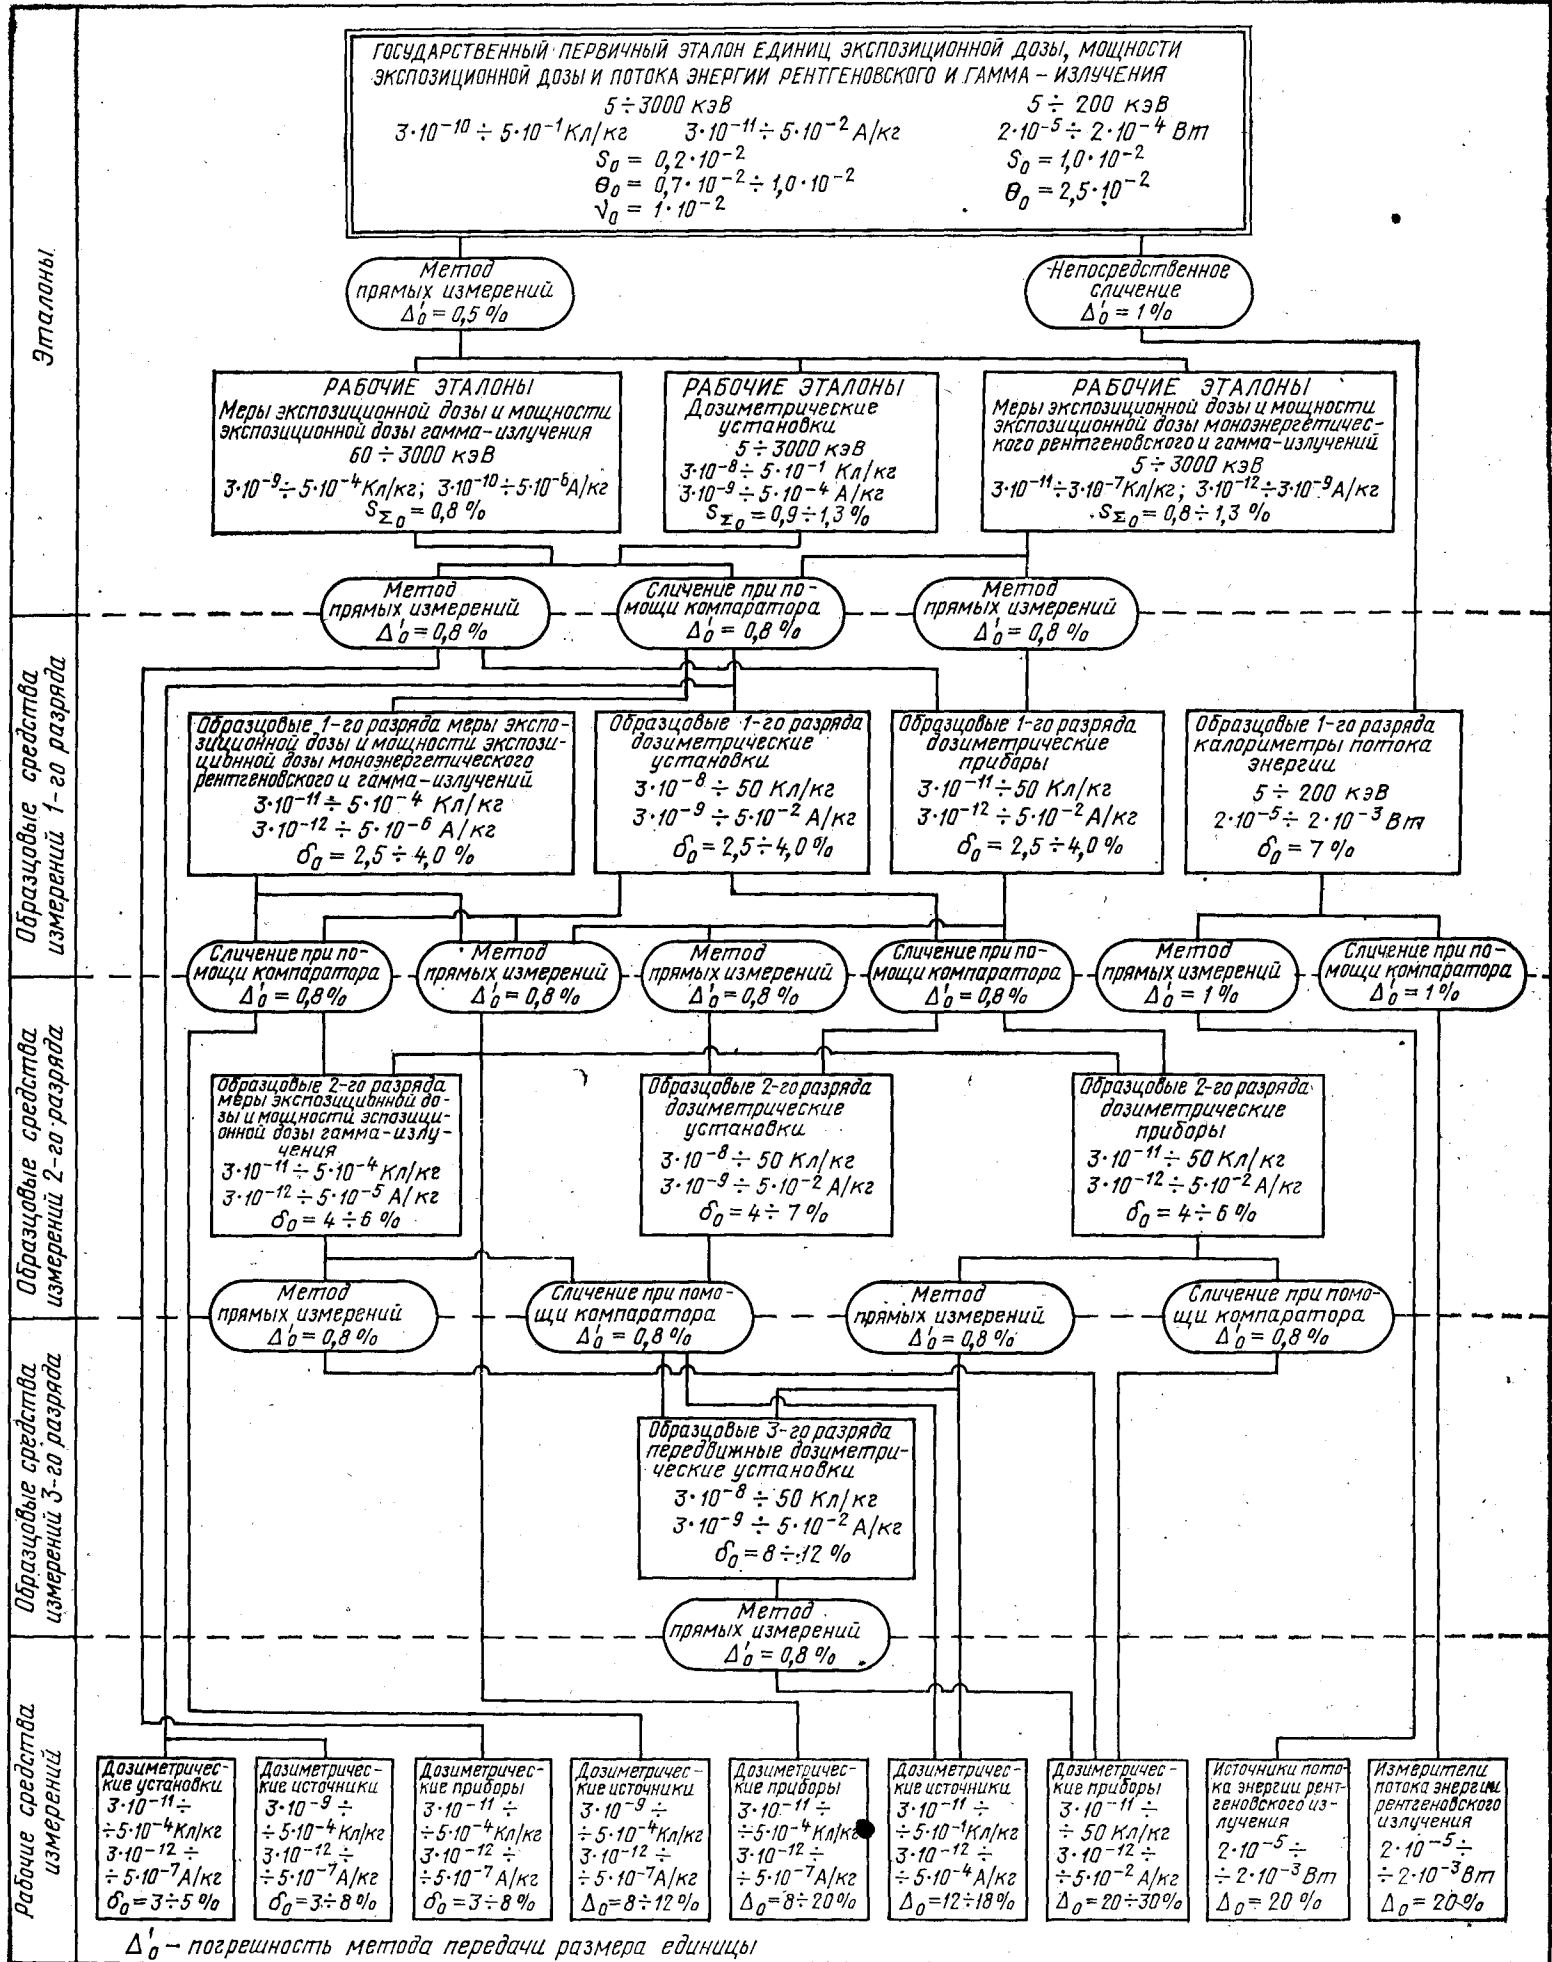 ГОСУДАРСТВЕННЫЙ ПЕРВИЧНЫЙ ЭТАЛОН ЕДИНИЦ ЭКСПОЗИЦИОННОЙ ДОЗЫ, МОЩНОСТИ
ЭКСПОЗИЦИОННОЙ ДОЗЫ И ПОТОКА ЭНЕРГИИ РЕНТГЕНОВСКОГО И ГАММА – ИЗЛУЧЕНИЯ
5 ÷ 3000 кэВ
3·10⁻¹⁰ ÷ 5·10⁻¹ Кл/кг 3·10⁻¹¹ ÷ 5·10⁻² А/кг
S₀ = 0,2·10⁻²
θ₀ = 0,7·10⁻² ÷ 1,0·10⁻²
ν₀ = 1·10⁻²
5 ÷ 200 кэВ
2·10⁻⁵ ÷ 2·10⁻⁴ Вт
S₀ = 1,0·10⁻²
θ₀ = 2,5·10⁻²
Эталоны
Метод
прямых измерений
Δ'₀ = 0,5 %
Непосредственное
сличение
Δ'₀ = 1 %
РАБОЧИЕ ЭТАЛОНЫ
Меры экспозиционной дозы и мощности
экспозиционной дозы гамма-излучения
60 ÷ 3000 кэВ
3·10⁻⁹ ÷ 5·10⁻⁴ Кл/кг; 3·10⁻¹⁰ ÷ 5·10⁻⁶ А/кг
S_Σ₀ = 0,8 %
РАБОЧИЕ ЭТАЛОНЫ
Дозиметрические
установки
5 ÷ 3000 кэВ
3·10⁻⁸ ÷ 5·10⁻¹ Кл/кг
3·10⁻⁹ ÷ 5·10⁻⁴ А/кг
S_Σ₀ = 0,9 ÷ 1,3 %
РАБОЧИЕ ЭТАЛОНЫ
Меры экспозиционной дозы и мощности
экспозиционной дозы моноэнергетичес-
кого рентгеновского и гамма-излучений
5 ÷ 3000 кэВ
3·10⁻¹¹ ÷ 3·10⁻⁷ Кл/кг; 3·10⁻¹² ÷ 3·10⁻⁹ А/кг
S_Σ₀ = 0,8 ÷ 1,3 %
Метод
прямых измерений
Δ'₀ = 0,8 %
Сличение при по-
мощи компаратора
Δ'₀ = 0,8 %
Метод
прямых измерений
Δ'₀ = 0,8 %
Образцовые средства
измерений 1-го разряда
Образцовые 1-го разряда меры экспо-
зиционной дозы и мощности экспози-
ционной дозы моноэнергетического
рентгеновского и гамма-излучений
3·10⁻¹¹ ÷ 5·10⁻⁴ Кл/кг
3·10⁻¹² ÷ 5·10⁻⁶ А/кг
δ₀ = 2,5 ÷ 4,0 %
Образцовые 1-го разряда
дозиметрические
установки
3·10⁻⁸ ÷ 50 Кл/кг
3·10⁻⁹ ÷ 5·10⁻² А/кг
δ₀ = 2,5 ÷ 4,0 %
Образцовые 1-го разряда
дозиметрические
приборы
3·10⁻¹¹ ÷ 50 Кл/кг
3·10⁻¹² ÷ 5·10⁻² А/кг
δ₀ = 2,5 ÷ 4,0 %
Образцовые 1-го разряда
калориметры потока
энергии
5 ÷ 200 кэВ
2·10⁻⁵ ÷ 2·10⁻³ Вт
δ₀ = 7 %
Сличение при по-
мощи компаратора
Δ'₀ = 0,8 %
Метод
прямых измерений
Δ'₀ = 0,8 %
Метод
прямых измерений
Δ'₀ = 0,8 %
Сличение при по-
мощи компаратора
Δ'₀ = 0,8 %
Метод
прямых измерений
Δ'₀ = 1 %
Сличение при по-
мощи компаратора
Δ'₀ = 1 %
Образцовые средства
измерений 2-го разряда
Образцовые 2-го разряда
меры экспозиционной до-
зы и мощности эспозици-
онной дозы гамма-излу-
чения
3·10⁻¹¹ ÷ 5·10⁻⁴ Кл/кг
3·10⁻¹² ÷ 5·10⁻⁵ А/кг
δ₀ = 4 ÷ 6 %
Образцовые 2-го разряда
дозиметрические
установки
3·10⁻⁸ ÷ 50 Кл/кг
3·10⁻⁹ ÷ 5·10⁻² А/кг
δ₀ = 4 ÷ 7 %
Образцовые 2-го разряда
дозиметрические
приборы
3·10⁻¹¹ ÷ 50 Кл/кг
3·10⁻¹² ÷ 5·10⁻² А/кг
δ₀ = 4 ÷ 6 %
Метод
прямых измерений
Δ'₀ = 0,8 %
Сличение при помо-
щи компаратора
Δ'₀ = 0,8 %
Метод
прямых измерений
Δ'₀ = 0,8 %
Сличение при помо-
щи компаратора
Δ'₀ = 0,8 %
Образцовые средства
измерений 3-го разряда
Образцовые 3-го разряда
передвижные дозиметри-
ческие установки
3·10⁻⁸ ÷ 50 Кл/кг
3·10⁻⁹ ÷ 5·10⁻² А/кг
δ₀ = 8 ÷ 12 %
Метод
прямых измерений
Δ'₀ = 0,8 %
Рабочие средства
измерений
Дозиметричес-
кие установки
3·10⁻¹¹ ÷
÷ 5·10⁻⁴ Кл/кг
3·10⁻¹² ÷
÷ 5·10⁻⁷ А/кг
δ₀ = 3 ÷ 5 %
Дозиметричес-
кие источники
3·10⁻⁹ ÷
÷ 5·10⁻⁴ Кл/кг
3·10⁻¹² ÷
÷ 5·10⁻⁷ А/кг
δ₀ = 3 ÷ 8 %
Дозиметричес-
кие приборы
3·10⁻¹¹ ÷
÷ 5·10⁻⁴ Кл/кг
3·10⁻¹² ÷
÷ 5·10⁻⁷ А/кг
δ₀ = 3 ÷ 8 %
Дозиметричес-
кие источники
3·10⁻⁹ ÷
÷ 5·10⁻⁴ Кл/кг
3·10⁻¹² ÷
÷ 5·10⁻⁷ А/кг
Δ₀ = 8 ÷ 12 %
Дозиметричес-
кие приборы
3·10⁻¹¹ ÷
÷ 5·10⁻⁴ Кл/кг
3·10⁻¹² ÷
÷ 5·10⁻⁷ А/кг
Δ₀ = 8 ÷ 20 %
Дозиметричес-
кие источники
3·10⁻¹¹ ÷
÷ 5·10⁻¹ Кл/кг
3·10⁻¹² ÷
÷ 5·10⁻⁴ А/кг
Δ₀ = 12 ÷ 18 %
Дозиметричес-
кие приборы
3·10⁻¹¹ ÷
÷ 50 Кл/кг
3·10⁻¹² ÷
÷ 5·10⁻² А/кг
Δ₀ = 20 ÷ 30 %
Источники пото-
ка энергии рент-
геновского из-
лучения
2·10⁻⁵ ÷
÷ 2·10⁻³ Вт
Δ₀ = 20 %
Измерители
потока энергии
рентгеновского
излучения
2·10⁻⁵ ÷
÷ 2·10⁻³ Вт
Δ₀ = 20 %
Δ'₀ – погрешность метода передачи размера единицы